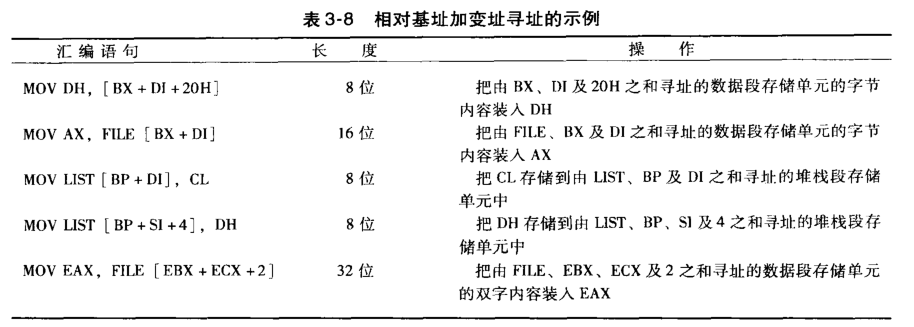 表3-8 相对基址加变址寻址的示例
汇编语句 长度 操作
MOV DH, [BX+DI+20H] 8位 把由 BX、DI 及20H 之和寻址的数据段存储单元的字节
内容装入 DH
MOV AX, FILE [BX+DI] 16位 把由 FILE、BX 及 DI 之和寻址的数据段存储单元的字节
内容装入 AX
MOV LIST [BP+DI], CL 8位 把 CL 存储到由 LIST、BP 及 DI 之和寻址的堆栈段存储
单元中
MOV LIST [BP+SI+4], DH 8位 把 DH 存储到由 LIST、BP、SI 及 4 之和寻址的堆栈段存
储单元中
MOV EAX, FILE [EBX+ECX+2] 32位 把由 FILE、EBX、ECX 及 2 之和寻址的数据段存储单元
的双字内容装入 EAX